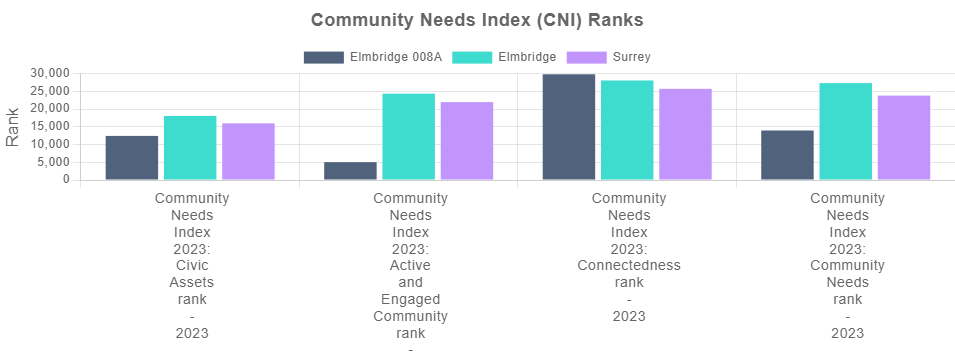 Community Needs Index (CNI) Ranks
Elmbridge 008A Elmbridge Surrey
Rank
30,000
25,000
20,000
15,000
10,000
5,000
0
Community
Needs
Index
2023:
Civic
Assets
rank
-
2023
Community
Needs
Index
2023:
Active
and
Engaged
Community
rank
-
Community
Needs
Index
2023:
Connectedness
rank
-
2023
Community
Needs
Index
2023:
Community
Needs
rank
-
2023